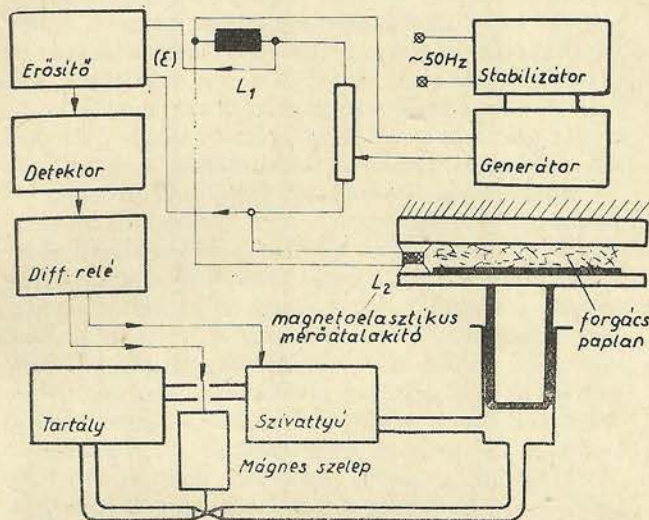 Erősítő
(ε)
L₁
~50Hz
Stabilizátor
Generátor
Detektor
Diff. relé
L₂
magnetoelasztikus
mérőátalakító
forgács
paplan
Tartály
Szivattyú
Mágnes szelep